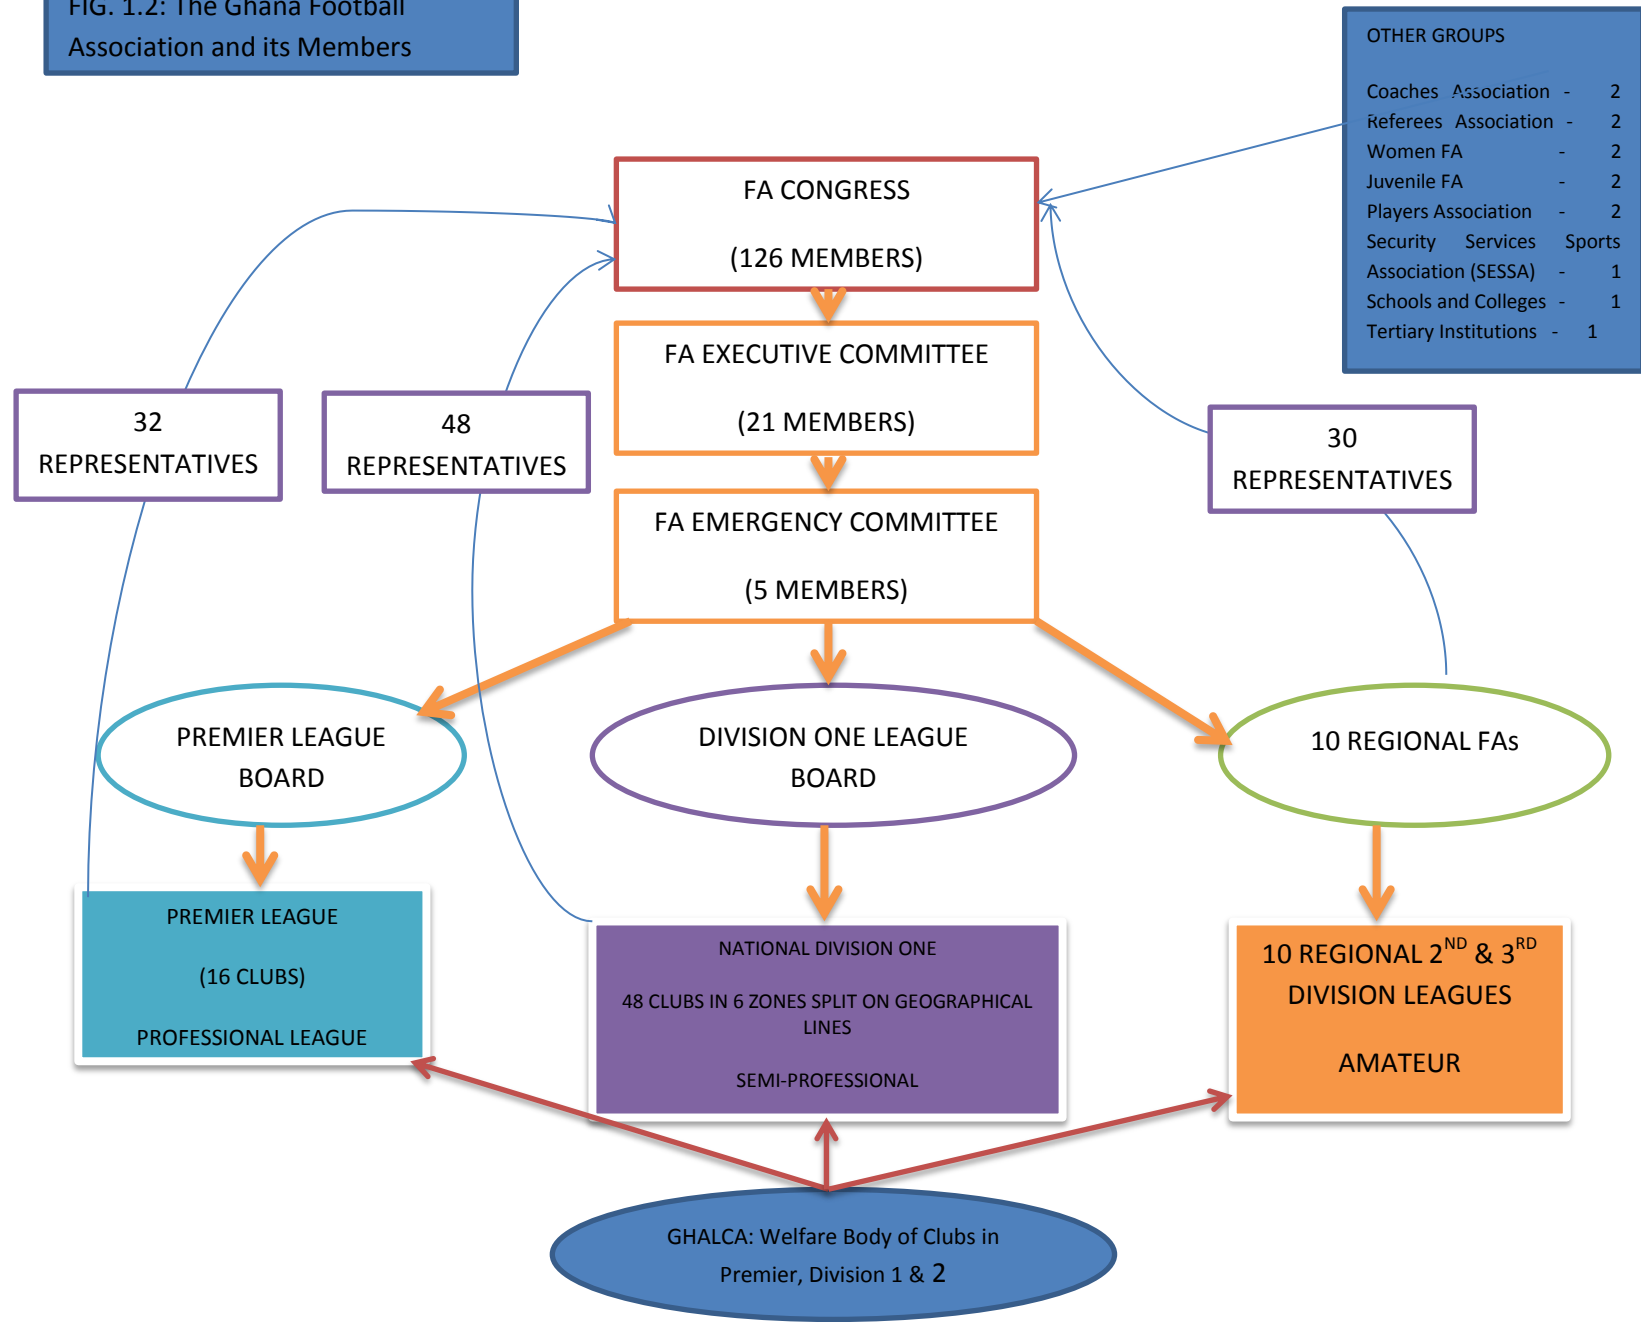 FIG. 1.2: The Ghana Football
Association and its Members
OTHER GROUPS
Coaches Association - 2
Referees Association - 2
Women FA - 2
Juvenile FA - 2
Players Association - 2
Security Services Sports
Association (SESSA) - 1
Schools and Colleges - 1
Tertiary Institutions - 1
FA CONGRESS
(126 MEMBERS)
FA EXECUTIVE COMMITTEE
(21 MEMBERS)
32
REPRESENTATIVES
48
REPRESENTATIVES
30
REPRESENTATIVES
FA EMERGENCY COMMITTEE
(5 MEMBERS)
PREMIER LEAGUE
BOARD
DIVISION ONE LEAGUE
BOARD
10 REGIONAL FAs
PREMIER LEAGUE
(16 CLUBS)
PROFESSIONAL LEAGUE
NATIONAL DIVISION ONE
48 CLUBS IN 6 ZONES SPLIT ON GEOGRAPHICAL
LINES
SEMI-PROFESSIONAL
10 REGIONAL 2ND & 3RD
DIVISION LEAGUES
AMATEUR
GHALCA: Welfare Body of Clubs in
Premier, Division 1 & 2